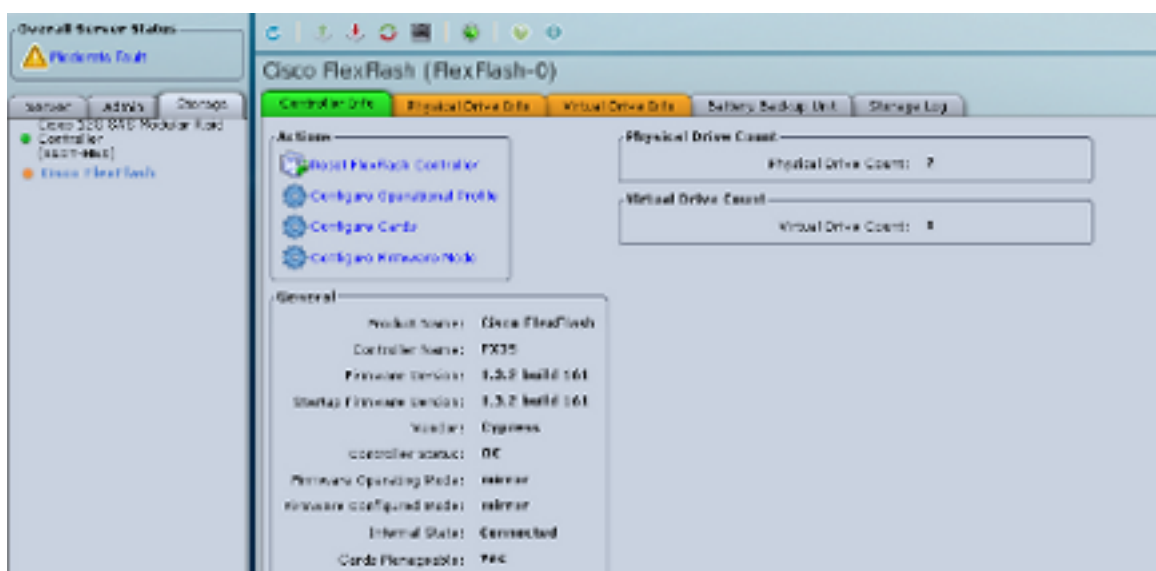 Overall Server Status
Moderate Fault
Server Admin Storage
Controller
Cisco FlexFlash
Cisco FlexFlash (FlexFlash-0)
Controller Info Physical Drive Info Virtual Drive Info Battery Backup Unit Storage Log
Actions
Reset FlexFlash Controller
Configure Operational Profile
Configure Cards
Configure Firmware Mode
Physical Drive Count
Physical Drive Count: 2
Virtual Drive Count
Virtual Drive Count:
General
Product Name: Cisco FlexFlash
Controller Name: FX3S
Firmware Version: 1.3.2 build 161
Startup Firmware Version: 1.3.2 build 161
Vendor: Cypress
Controller Status: OK
Firmware Operating Mode: mirror
Firmware Configured Mode: mirror
Internal State: Connected
Cards Manageable: YES